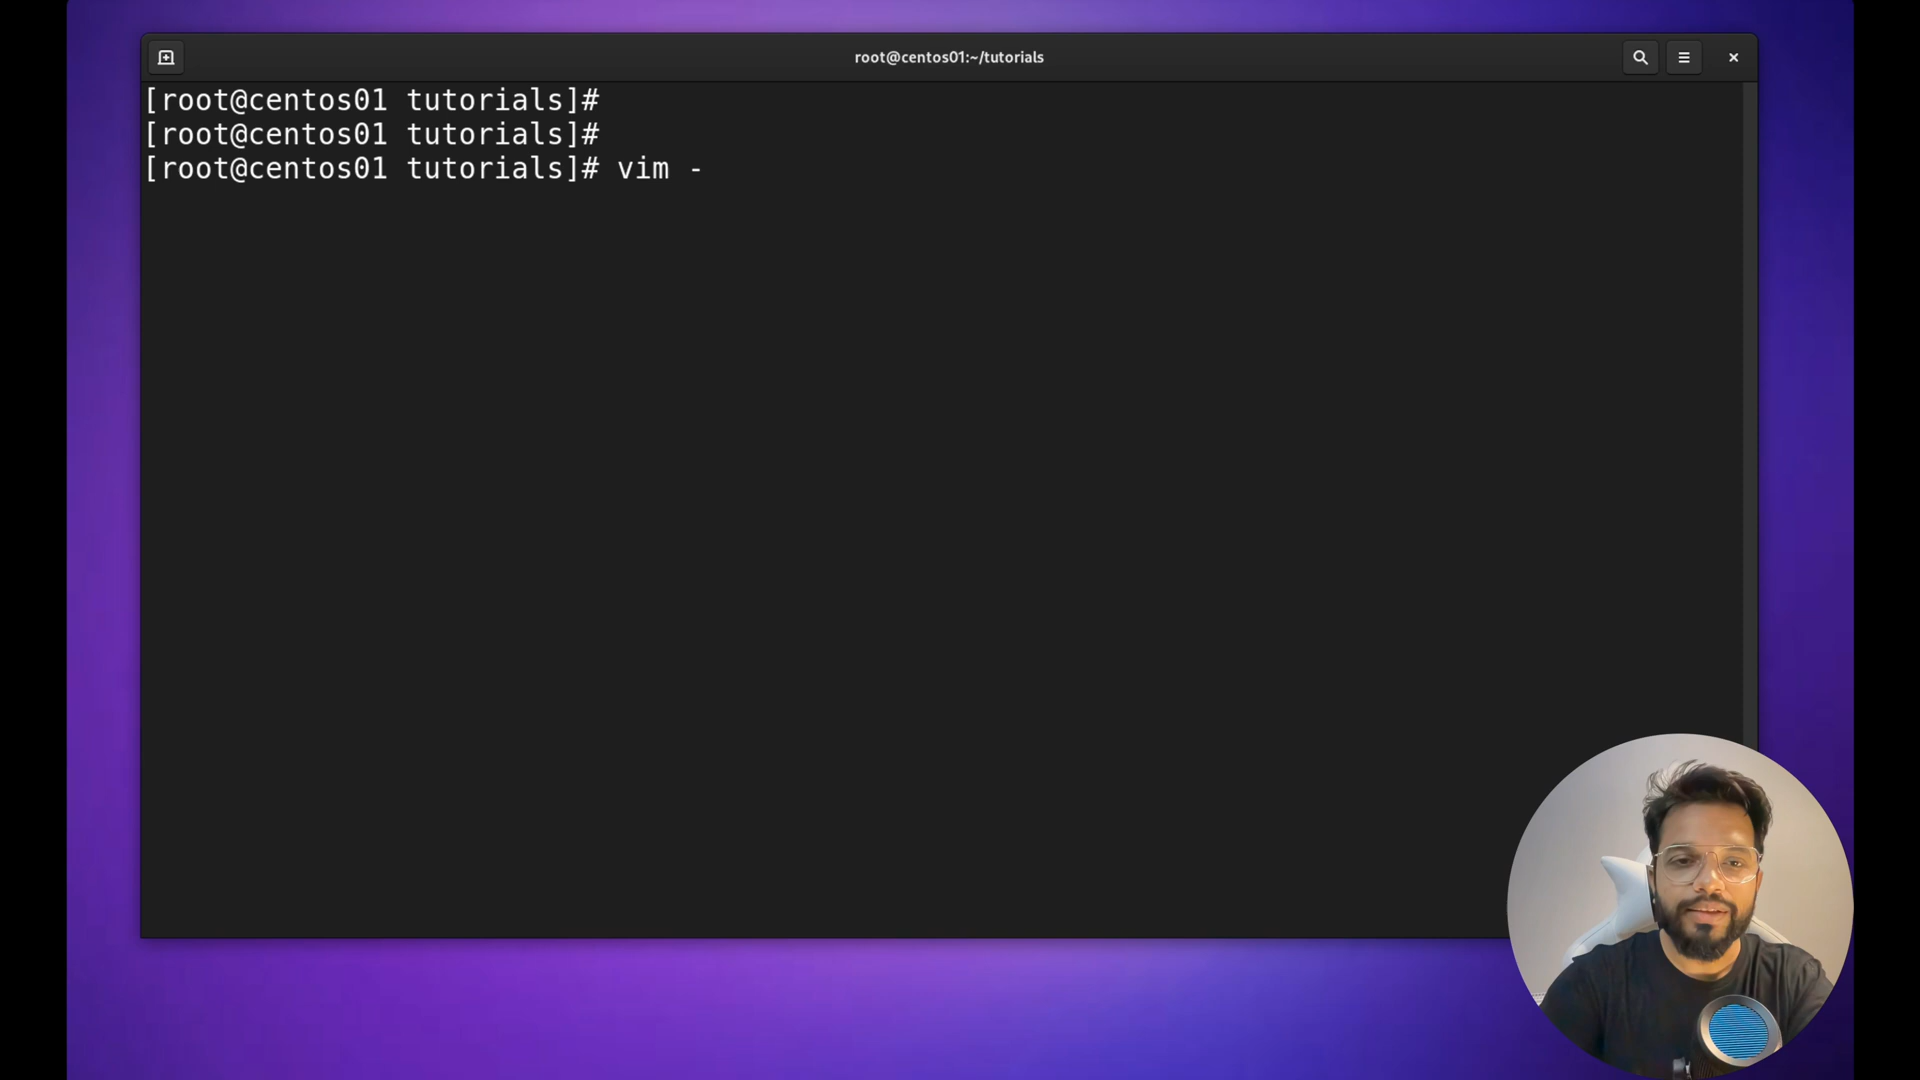 root@centos01:~/tutorials
[root@centos01 tutorials]#
[root@centos01 tutorials]#
[root@centos01 tutorials]# vim -